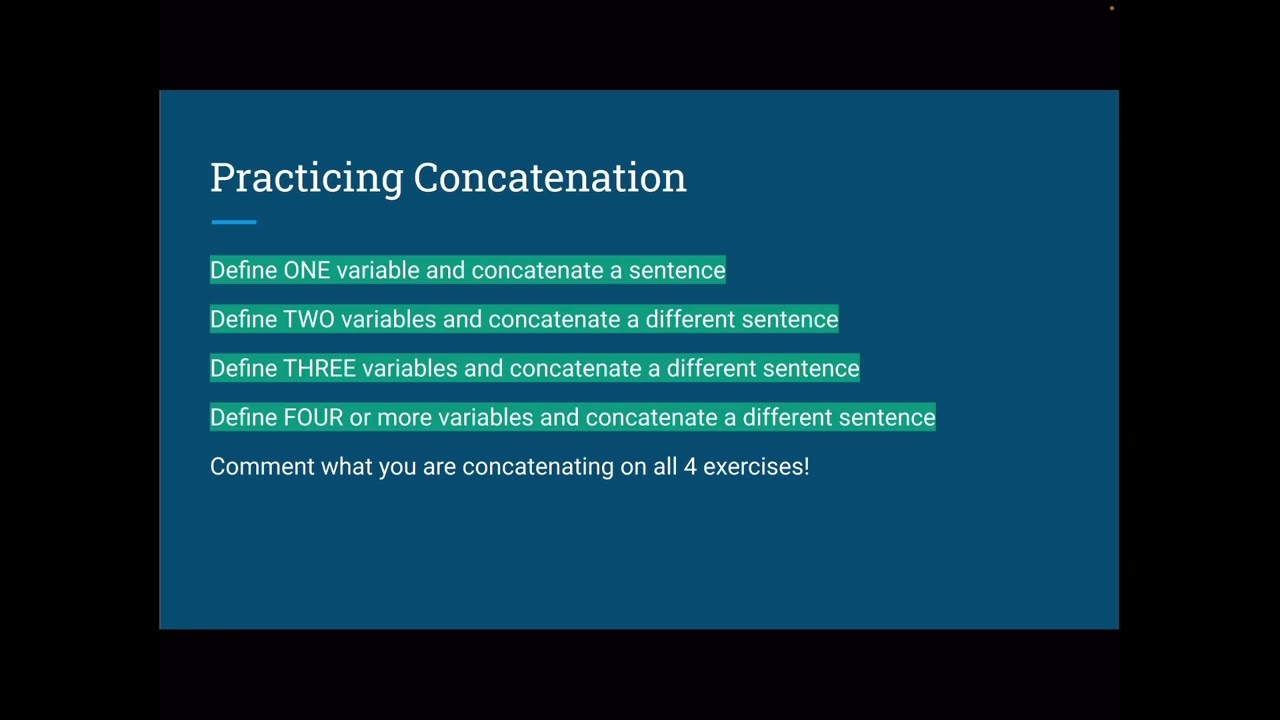 Practicing Concatenation
Define ONE variable and concatenate a sentence
Define TWO variables and concatenate a different sentence
Define THREE variables and concatenate a different sentence
Define FOUR or more variables and concatenate a different sentence
Comment what you are concatenating on all 4 exercises!